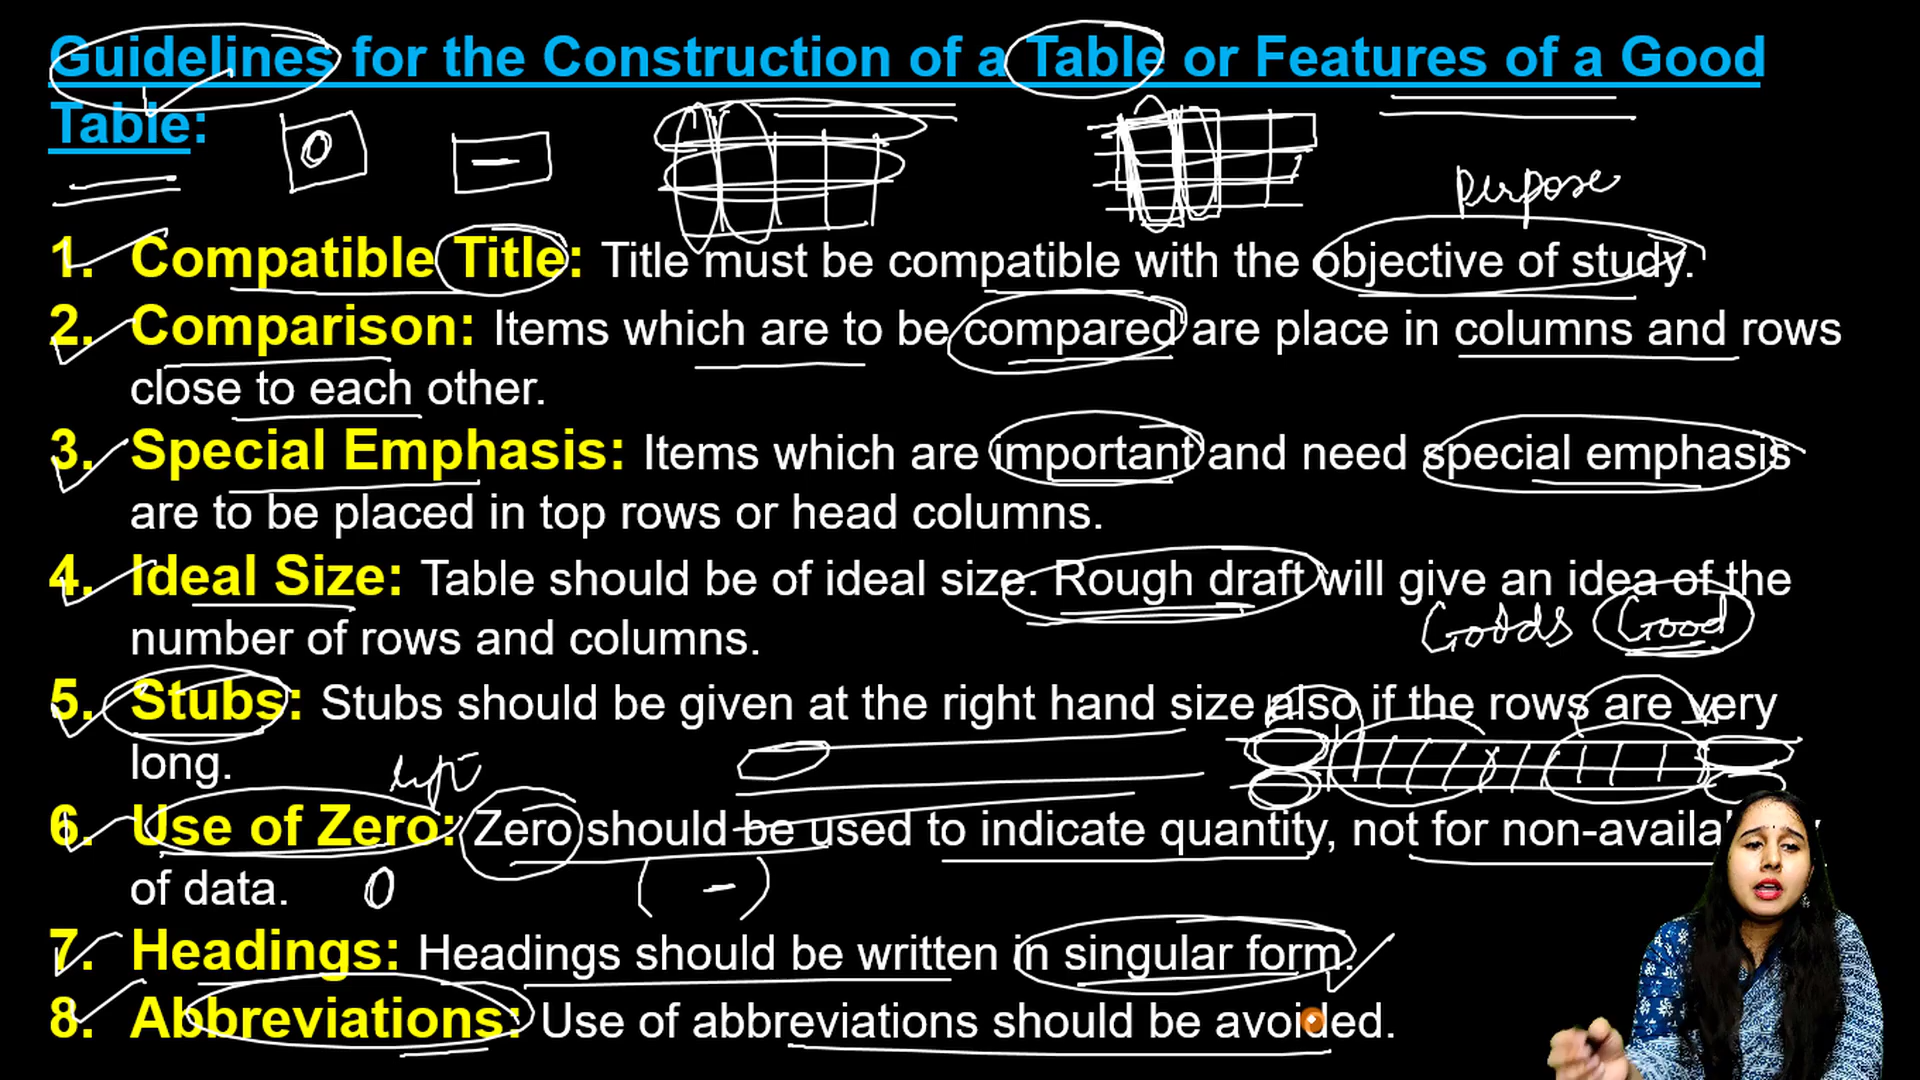 Guidelines for the Construction of a Table or Features of a Good
Table:
0
-
perpose
1. Compatible Title: Title must be compatible with the objective of study.
2. Comparison: Items which are to be compared are place in columns and rows
close to each other.
3. Special Emphasis: Items which are important and need special emphasis
are to be placed in top rows or head columns.
4. Ideal Size: Table should be of ideal size. Rough draft will give an idea of the
Goods Good
number of rows and columns.
5. Stubs: Stubs should be given at the right hand size also if the rows are very
long.
left
6. Use of Zero: Zero should be used to indicate quantity, not for
of data.
0 ( - )
7. Headings: Headings should be written in singular form.
8. Abbreviations: Use of abbreviations should be avoided.